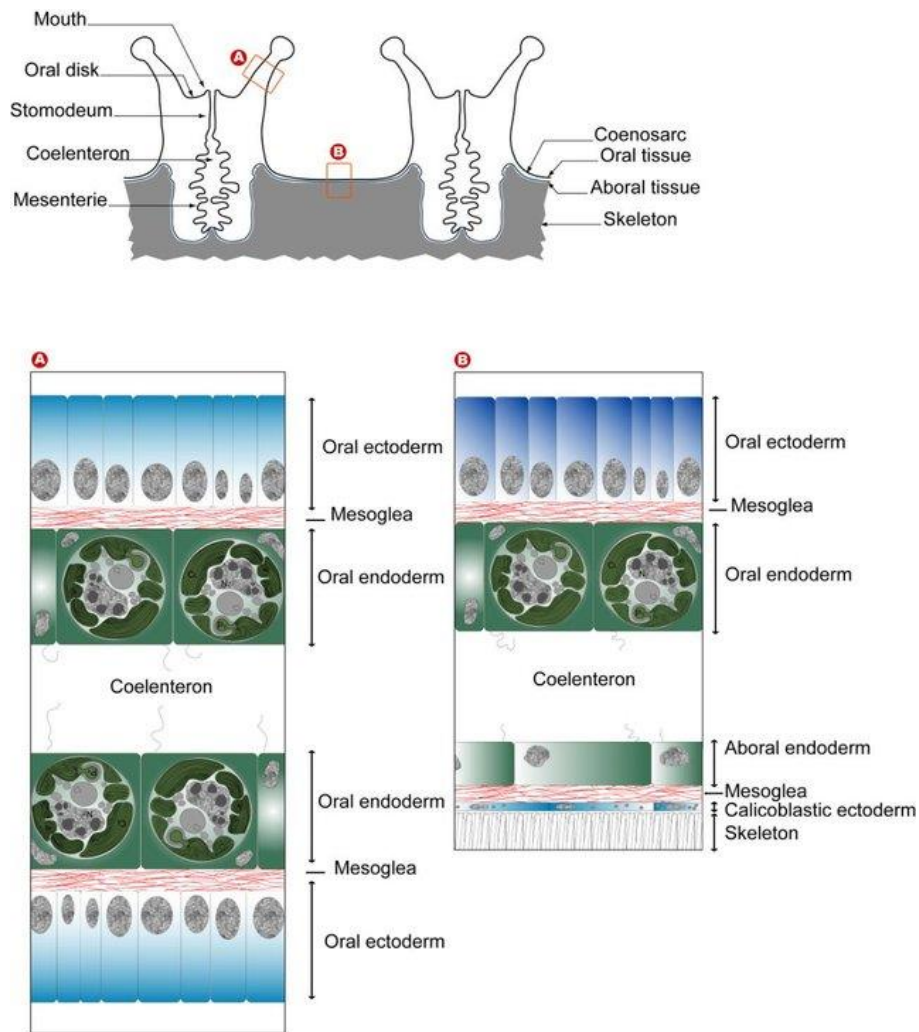 Mouth
Oral disk
Stomodeum
Coelenteron
Mesenterie
A
B
Coenosarc
Oral tissue
Aboral tissue
Skeleton
A
Oral ectoderm
Mesoglea
Oral endoderm
Coelenteron
Oral endoderm
Mesoglea
Oral ectoderm
B
Oral ectoderm
Mesoglea
Oral endoderm
Coelenteron
Aboral endoderm
Mesoglea
Calicoblastic ectoderm
Skeleton